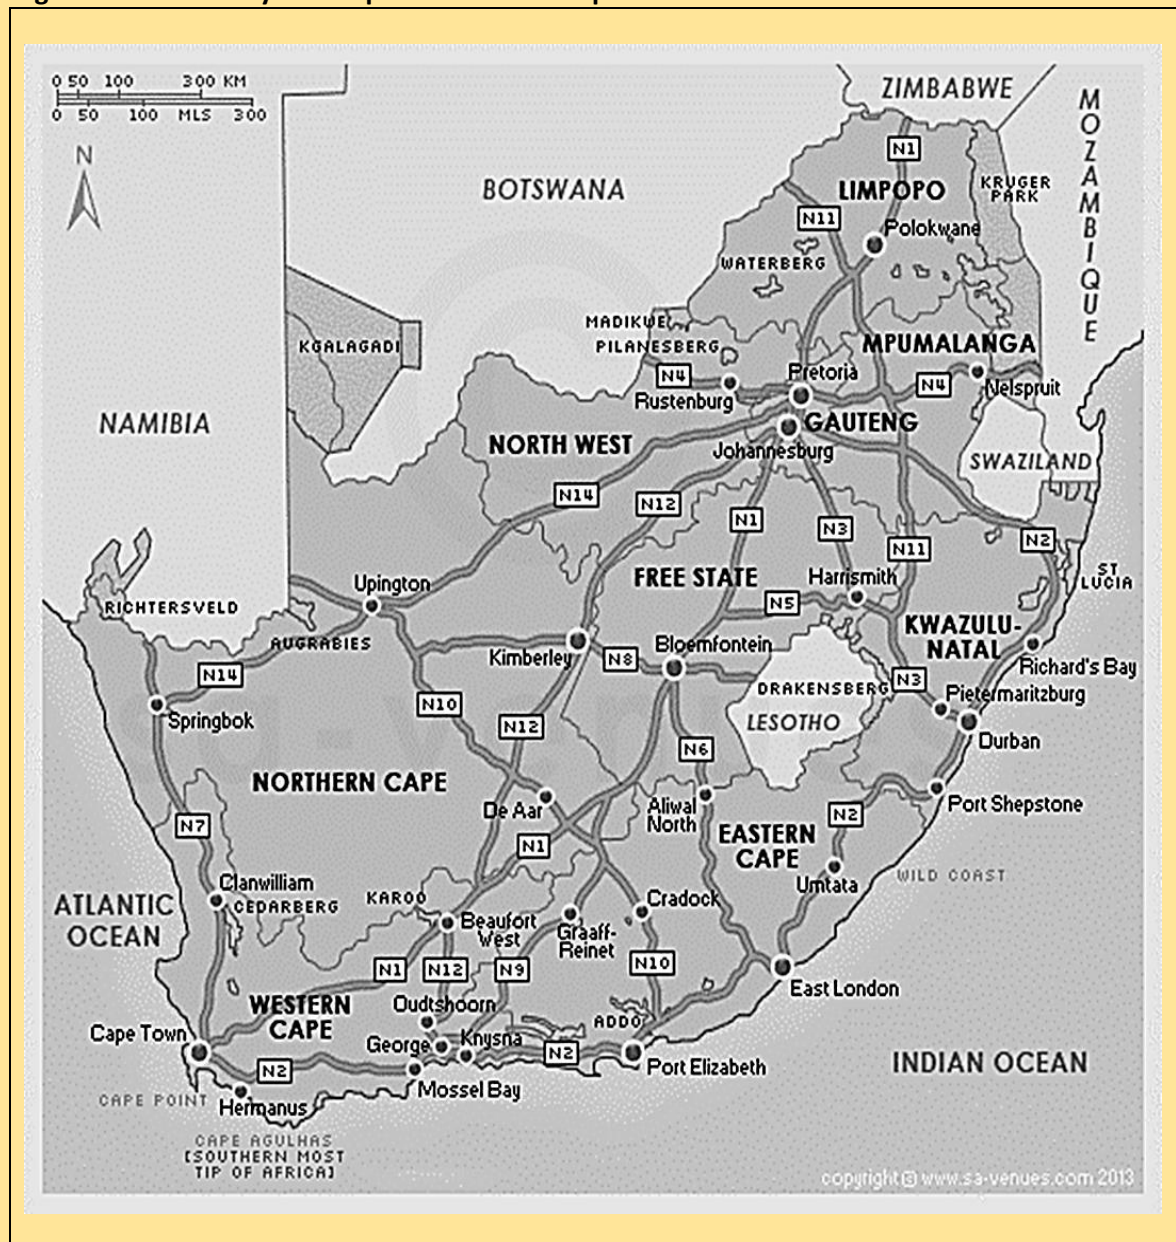 0 50 100 300 KM
0 50 100 MLS 300
N
ZIMBABWE
MOZAMBIQUE
BOTSWANA
N1
LIMPOPO
KRUGER
PARK
N11
Polokwane
WATERBERG
MADIKWE
PILANESBERG
KGALAGADI
MPUMALANGA
Pretoria
N4
N4
Nelspruit
Rustenburg
NAMIBIA
NORTH WEST
GAUTENG
Johannesburg
SWAZILAND
N14
N12
N1
N3
N11
N2
ST
LUCIA
Upington
FREE STATE
Harrismith
RICHTERSVELD
N5
AUGRABIES
KWAZULU-
NATAL
Kimberley
N8
Bloemfontein
Richard's Bay
N14
DRAKENSBERG
N3
Pietermaritzburg
Springbok
N10
N12
LESOTHO
Durban
N6
NORTHERN CAPE
De Aar
Aliwal
North
Port Shepstone
N7
N1
EASTERN
CAPE
N2
Umtata
WILD COAST
Clanwilliam
CEDARBERG
KAROO
Cradock
ATLANTIC
OCEAN
Beaufort
West
Graaff-
Reinet
N1
N12
N9
N10
East London
WESTERN
CAPE
Oudtshoorn
ADDO
Cape Town
George
Knysna
N2
Port Elizabeth
INDIAN OCEAN
N2
Mossel Bay
CAPE POINT
Hermanus
CAPE AGULHAS
[SOUTHERN MOST
TIP OF AFRICA]
copyright © www.sa-venues.com 2013